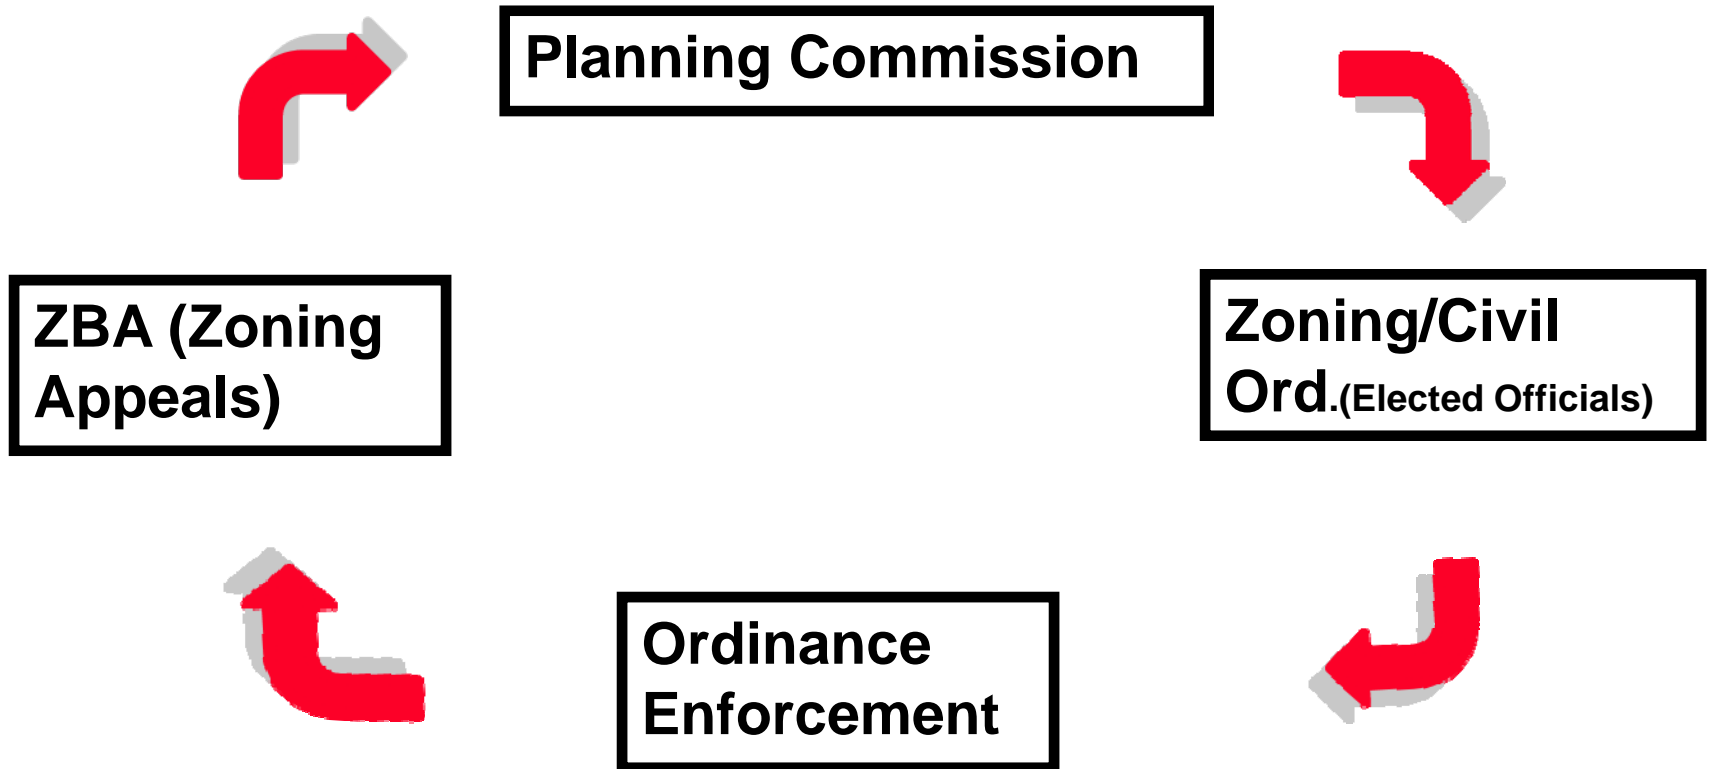 Planning Commission
ZBA (Zoning
Appeals)
Zoning/Civil
Ord.(Elected Officials)
Ordinance
Enforcement